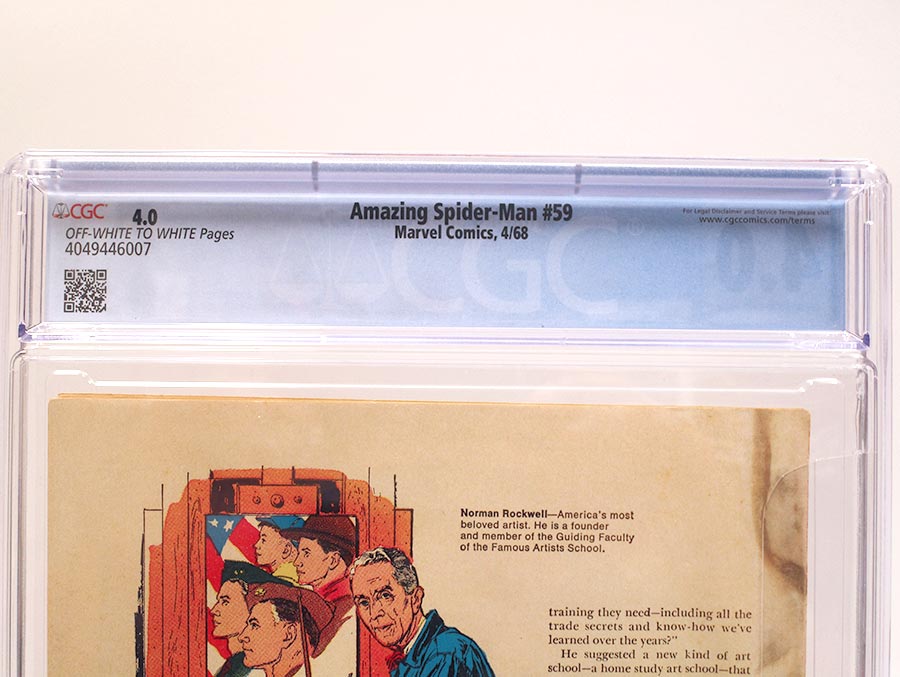 CGC
4.0
OFF-WHITE TO WHITE Pages
4049446007
Amazing Spider-Man #59
Marvel Comics, 4/68
For Legal Disclaimer and Service Terms please visit
www.cgccomics.com/terms
CGC
Norman Rockwell—America's most
beloved artist. He is a founder
and member of the Guiding Faculty
of the Famous Artists School.
training they need—including all the
trade secrets and know-how we've
learned over the years?"
He suggested a new kind of art
school—a home study art school—that